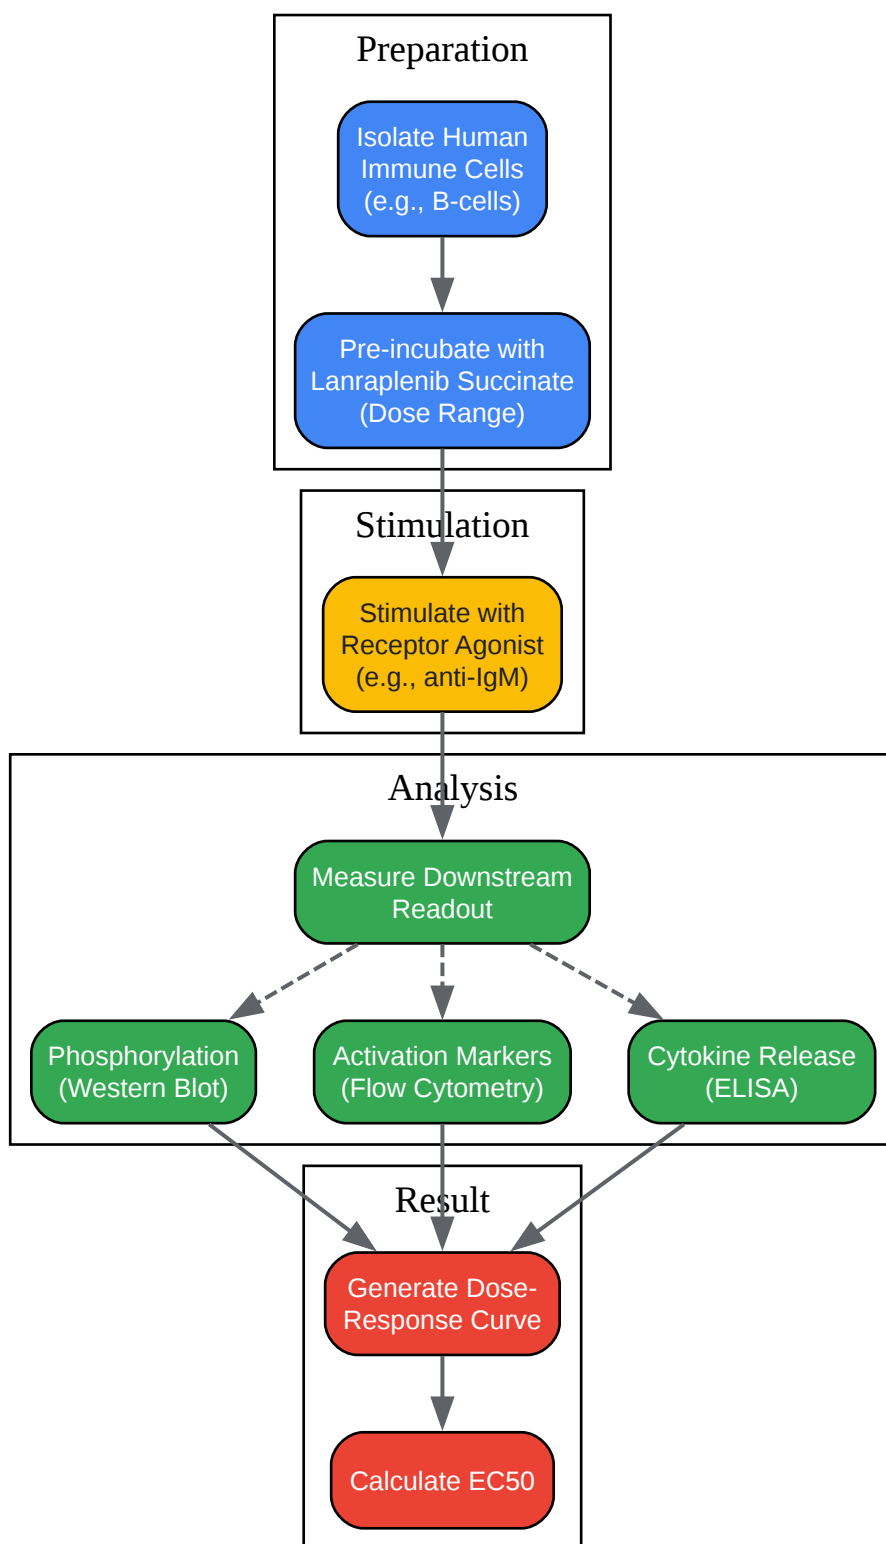 Preparation
Isolate Human
Immune Cells
(e.g., B-cells)
Pre-incubate with
Lanraplenib Succinate
(Dose Range)
Stimulation
Stimulate with
Receptor Agonist
(e.g., anti-IgM)
Analysis
Measure Downstream
Readout
Phosphorylation
(Western Blot)
Activation Markers
(Flow Cytometry)
Cytokine Release
(ELISA)
Result
Generate Dose-
Response Curve
Calculate EC50